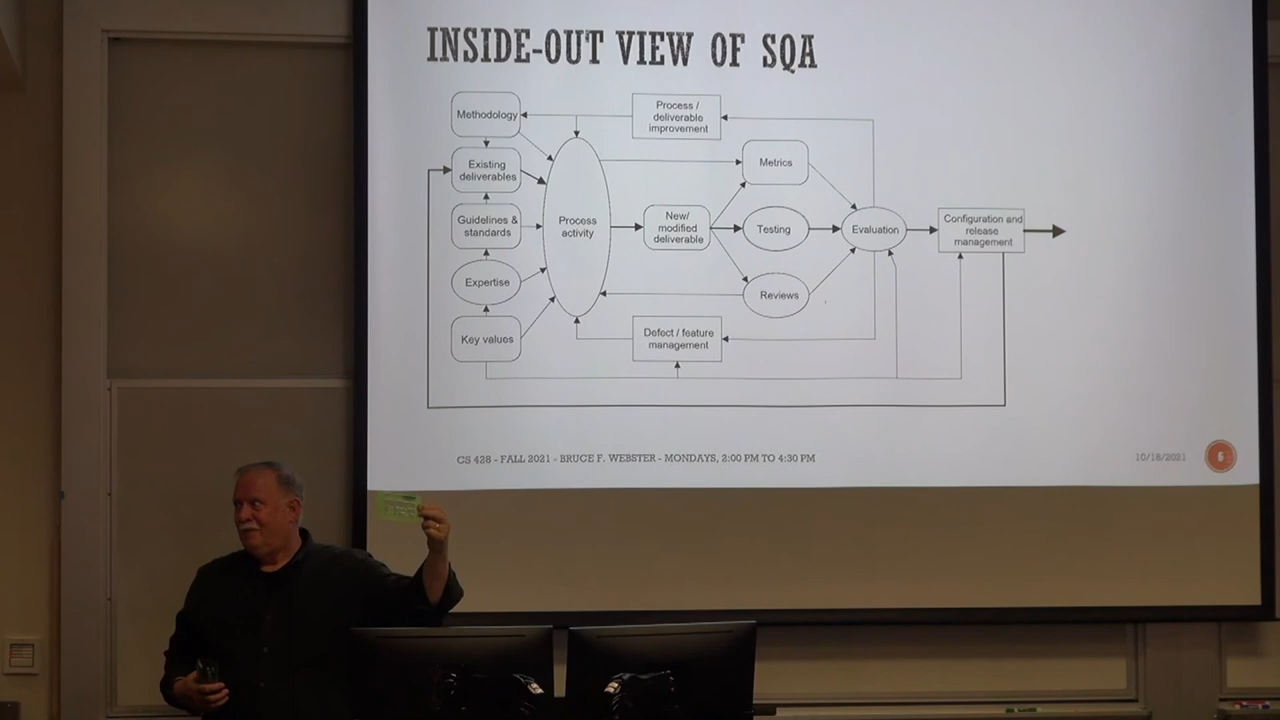 INSIDE-OUT VIEW OF SQA
Methodology
Process /
deliverable
improvement
Existing
deliverables
Metrics
Guidelines &
standards
Process
activity
New/
modified
deliverable
Testing
Evaluation
Configuration and
release
management
Expertise
Reviews
Key values
Defect / feature
management
CS 428 - FALL 2021 - BRUCE F. WEBSTER - MONDAYS, 2:00 PM TO 4:30 PM
10/18/2021
6